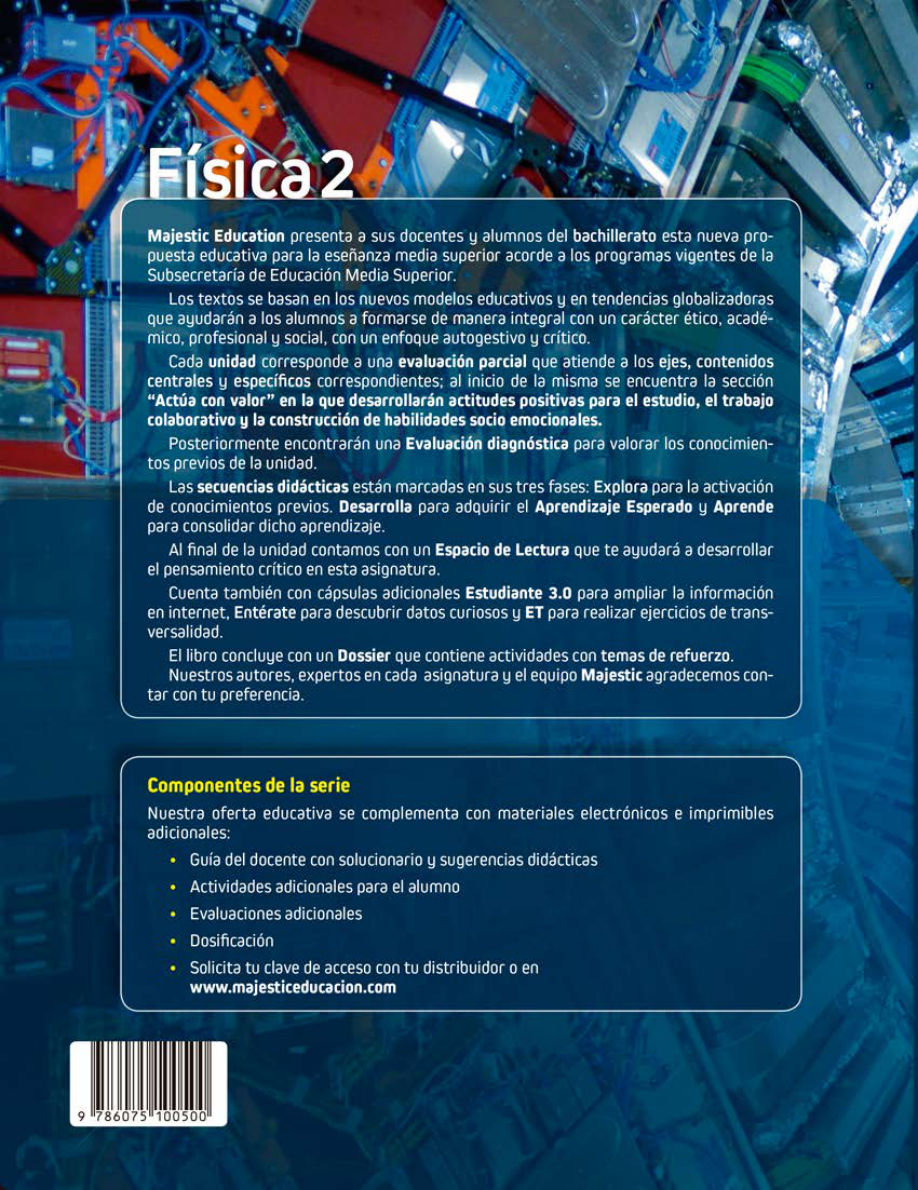 Física 2
Majestic Education presenta a sus docentes y alumnos del bachillerato esta nueva pro-
puesta educativa para la eseñanza media superior acorde a los programas vigentes de la
Subsecretaría de Educación Media Superior.
Los textos se basan en los nuevos modelos educativos y en tendencias globalizadoras
que ayudarán a los alumnos a formarse de manera integral con un carácter ético, acadé-
mico, profesional y social, con un enfoque autogestivo y crítico.
Cada unidad corresponde a una evaluación parcial que atiende a los ejes, contenidos
centrales y específicos correspondientes; al inicio de la misma se encuentra la sección
“Actúa con valor” en la que desarrollarán actitudes positivas para el estudio, el trabajo
colaborativo y la construcción de habilidades socio emocionales.
Posteriormente encontrarán una Evaluación diagnóstica para valorar los conocimien-
tos previos de la unidad.
Las secuencias didácticas están marcadas en sus tres fases: Explora para la activación
de conocimientos previos. Desarrolla para adquirir el Aprendizaje Esperado y Aprende
para consolidar dicho aprendizaje.
Al final de la unidad contamos con un Espacio de Lectura que te ayudará a desarrollar
el pensamiento crítico en esta asignatura.
Cuenta también con cápsulas adicionales Estudiante 3.0 para ampliar la información
en internet, Entérate para descubrir datos curiosos y ET para realizar ejercicios de trans-
versalidad.
El libro concluye con un Dossier que contiene actividades con temas de refuerzo.
Nuestros autores, expertos en cada asignatura y el equipo Majestic agradecemos con-
tar con tu preferencia.
Componentes de la serie
Nuestra oferta educativa se complementa con materiales electrónicos e imprimibles
adicionales:
• Guía del docente con solucionario y sugerencias didácticas
• Actividades adicionales para el alumno
• Evaluaciones adicionales
• Dosificación
• Solicita tu clave de acceso con tu distribuidor o en
www.majesticeducacion.com
9 786075 100500